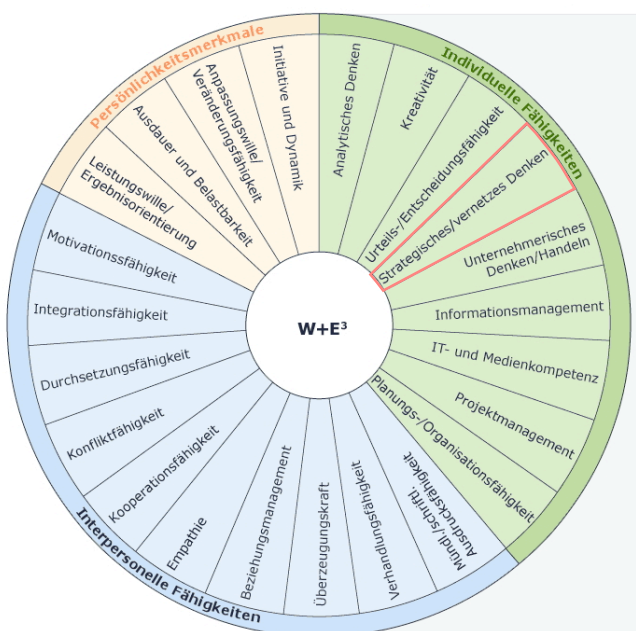 Persönlichkeitsmerkmale
Individuelle Fähigkeiten
Interpersonelle Fähigkeiten
W+E³
Analytisches Denken
Kreativität
Urteils-/Entscheidungsfähigkeit
Strategisches/vernetzes Denken
Unternehmerisches
Denken/Handeln
Informationsmanagement
IT- und Medienkompetenz
Projektmanagement
Planungs-/Organisationsfähigkeit
Mündl./schriftl.
Ausdrucksfähigkeit
Verhandlungsfähigkeit
Überzeugungskraft
Beziehungsmanagement
Empathie
Kooperationsfähigkeit
Konfliktfähigkeit
Durchsetzungsfähigkeit
Integrationsfähigkeit
Motivationssfähigkeit
Leistungswille/
Ergebnisorientierung
Ausdauer und Belastbarkeit
Anpassungswille/
Veränderungsfähigkeit
Initiative und Dynamik